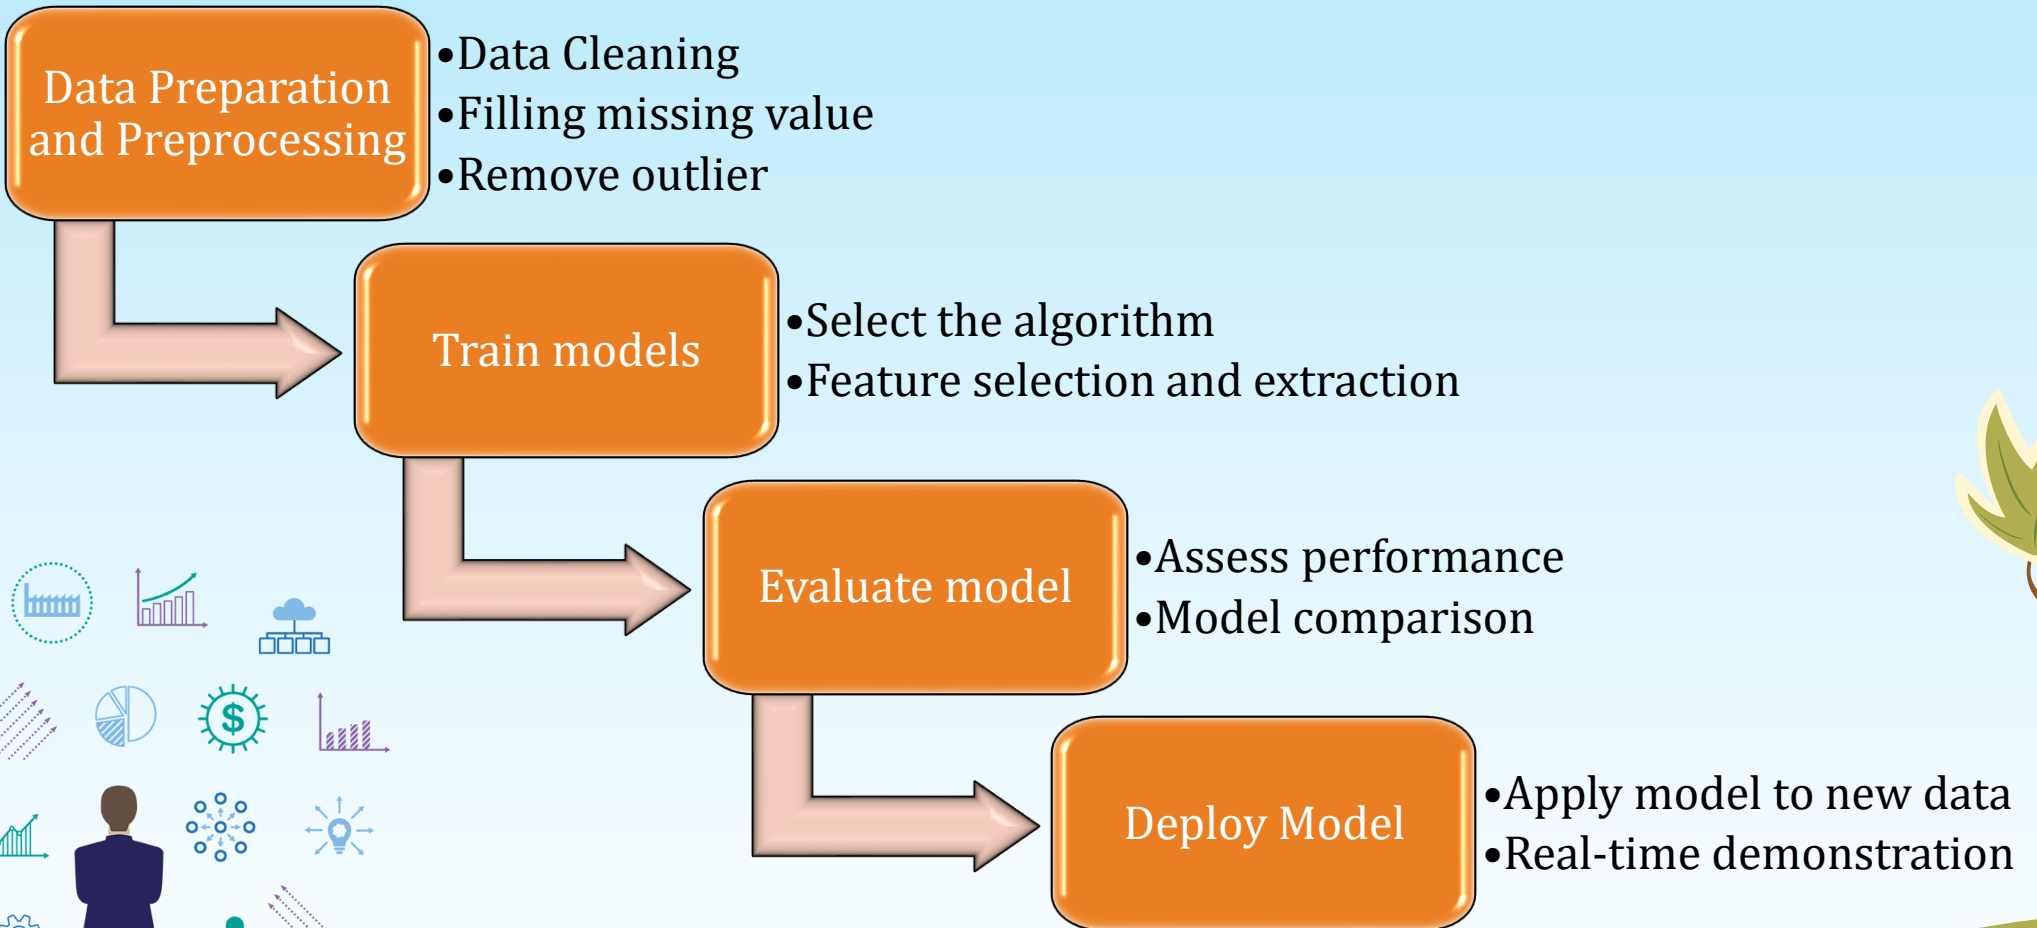 Data Preparation
and Preprocessing
•Data Cleaning
•Filling missing value
•Remove outlier
Train models
•Select the algorithm
•Feature selection and extraction
Evaluate model
•Assess performance
•Model comparison
$
Deploy Model
•Apply model to new data
•Real-time demonstration